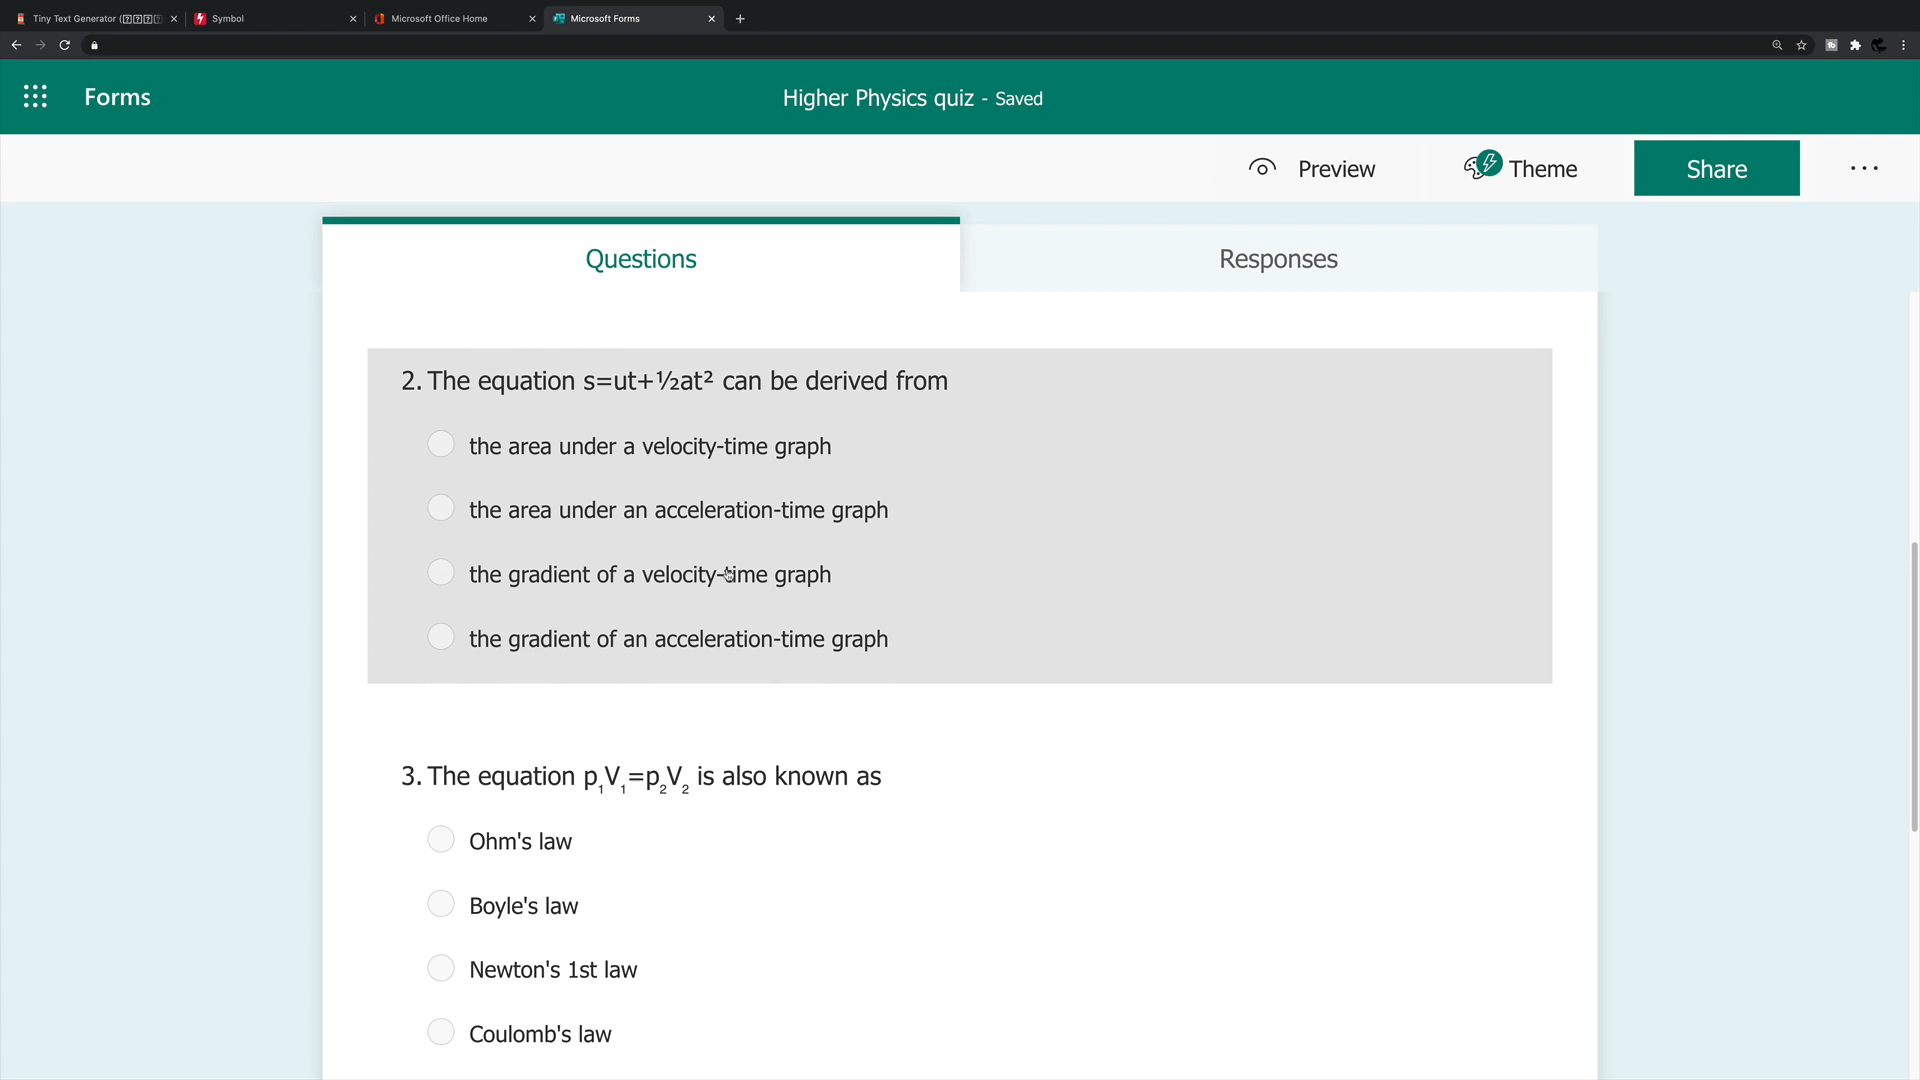 Tiny Text Generator (
Symbol
Microsoft Office Home
Microsoft Forms
Forms
Higher Physics quiz - Saved
Preview
Theme
Share
Questions
Responses
2. The equation s=ut+½at² can be derived from
the area under a velocity-time graph
the area under an acceleration-time graph
the gradient of a velocity-time graph
the gradient of an acceleration-time graph
3. The equation p₁V₁=p₂V₂ is also known as
Ohm's law
Boyle's law
Newton's 1st law
Coulomb's law